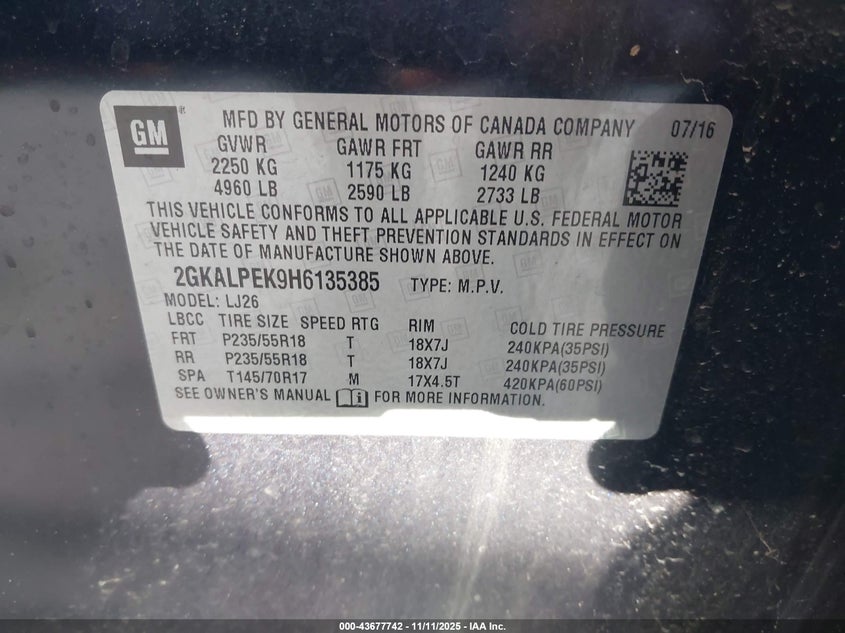 GM ® MFD BY GENERAL MOTORS OF CANADA COMPANY 07/16
GVWR GAWR FRT GAWR RR
2250 KG 1175 KG 1240 KG
4960 LB 2590 LB 2733 LB
THIS VEHICLE CONFORMS TO ALL APPLICABLE U.S. FEDERAL MOTOR
VEHICLE SAFETY AND THEFT PREVENTION STANDARDS IN EFFECT ON
THE DATE OF MANUFACTURE SHOWN ABOVE.
2GKALPEK9H6135385 TYPE: M.P.V.
MODEL: LJ26
LBCC TIRE SIZE SPEED RTG RIM COLD TIRE PRESSURE
FRT P235/55R18 T 18X7J 240KPA(35PSI)
RR P235/55R18 T 18X7J 240KPA(35PSI)
SPA T145/70R17 M 17X4.5T 420KPA(60PSI)
SEE OWNER'S MANUAL FOR MORE INFORMATION.
000-43677742 - 11/11/2025 - IAA Inc.